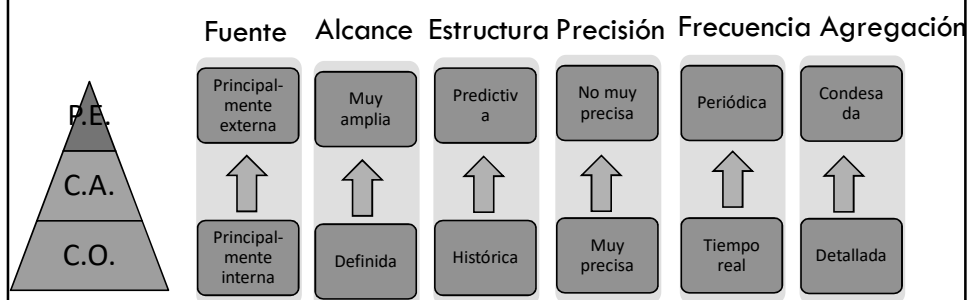 Fuente Alcance Estructura Precisión Frecuencia Agregación
P.E.
C.A.
C.O.
Principal-
mente
externa
Muy
amplia
Predictiv
a
No muy
precisa
Periódica
Condesa
da
Principal-
mente
interna
Definida
Histórica
Muy
precisa
Tiempo
real
Detallada